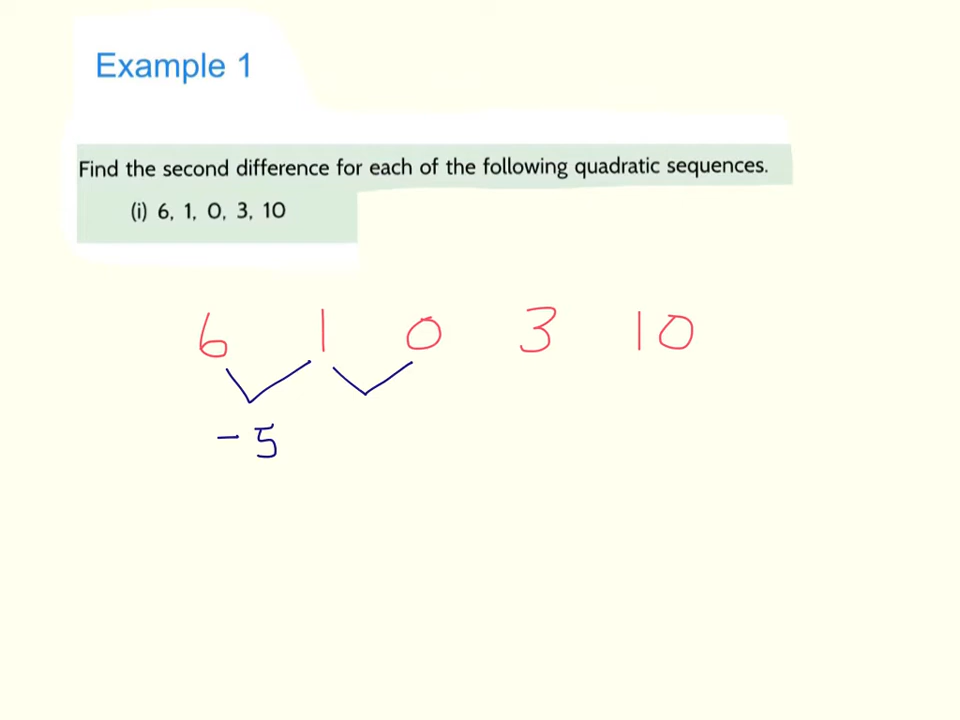 Example 1
Find the second difference for each of the following quadratic sequences.
(i) 6, 1, 0, 3, 10
6 1 0 3 10
-5